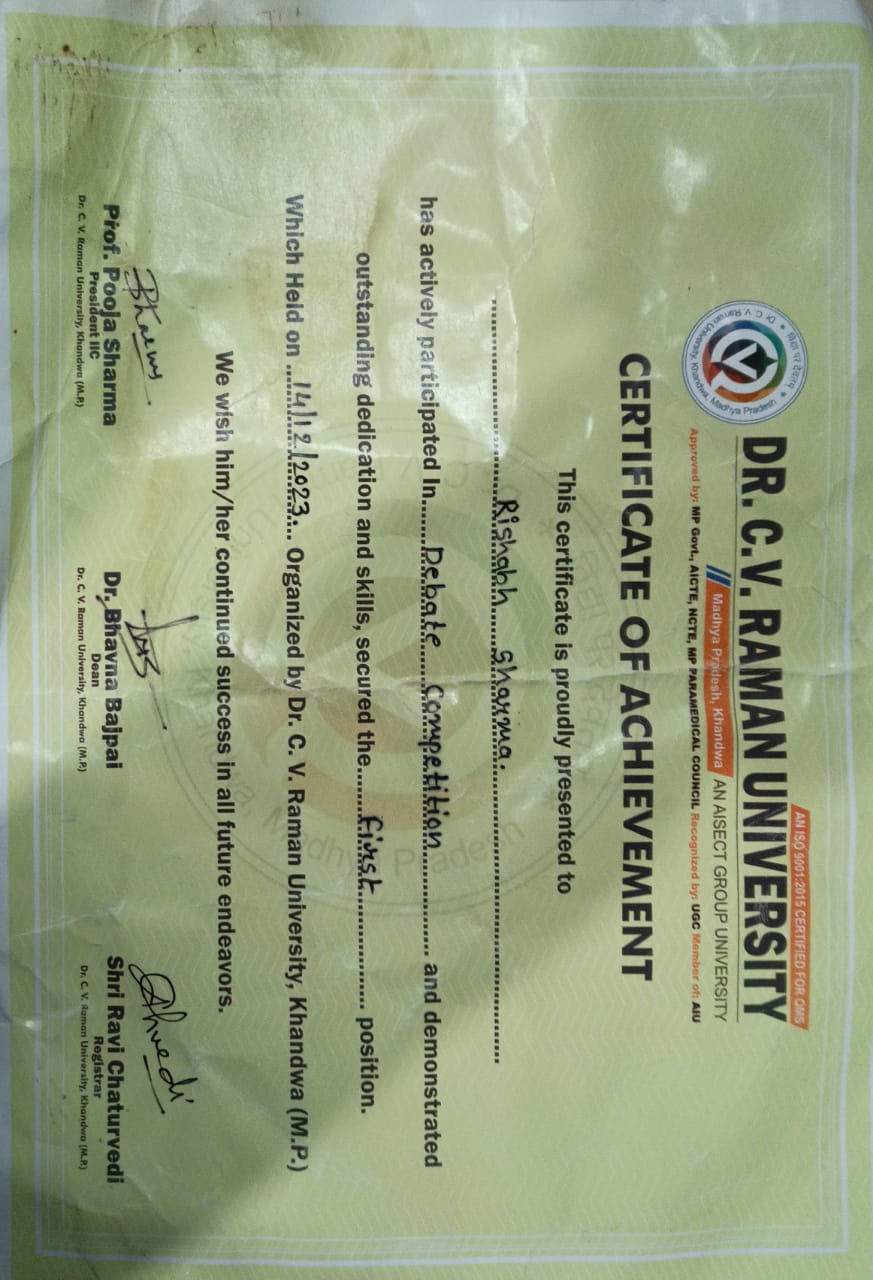 विद्या परं दैवतम्
Dr. C. V. Raman University, Khandwa, Madhya Pradesh
AN ISO 9001:2015 CERTIFIED FOR QMS
DR. C.V. RAMAN UNIVERSITY
Madhya Pradesh, Khandwa AN AISECT GROUP UNIVERSITY
Approved by: MP Govt., AICTE, NCTE, MP PARAMEDICAL COUNCIL Recognized by: UGC Member of: AIU
CERTIFICATE OF ACHIEVEMENT
This certificate is proudly presented to
Rishabh Sharma.
has actively participated In......Debate Competition............... and demonstrated
outstanding dedication and skills, secured the.......first................. position.
Which Held on ...14/12/2023... Organized by Dr. C. V. Raman University, Khandwa (M.P.)
We wish him/her continued success in all future endeavors.
Prof. Pooja Sharma Dr. Bhavna Bajpai Shri Ravi Chaturvedi
President IIC Dean Registrar
Dr. C. V. Raman University, Khandwa (M.P.) Dr. C. V. Raman University, Khandwa (M.P.) Dr. C. V. Raman University, Khandwa (M.P.)